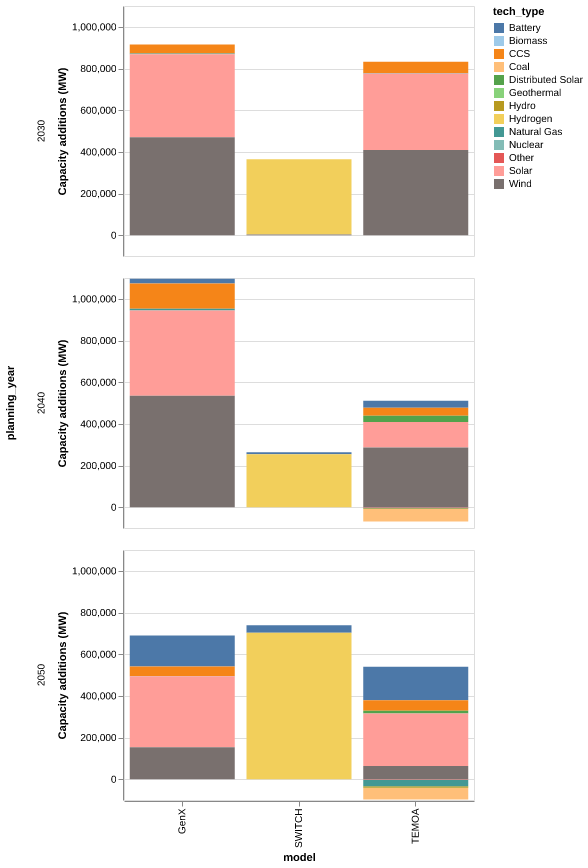 tech_type
Battery
Biomass
CCS
Coal
Distributed Solar
Geothermal
Hydro
Hydrogen
Natural Gas
Nuclear
Other
Solar
Wind
planning_year
2030
Capacity additions (MW)
1,000,000
800,000
600,000
400,000
200,000
0
2040
Capacity additions (MW)
1,000,000
800,000
600,000
400,000
200,000
0
2050
Capacity additions (MW)
1,000,000
800,000
600,000
400,000
200,000
0
GenX
SWITCH
TEMOA
model